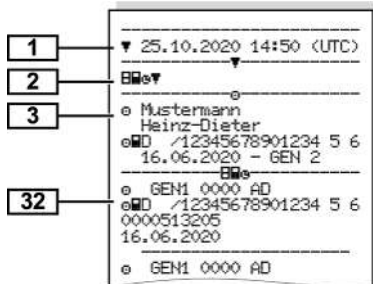 1
▼ 25.10.2020 14:50 (UTC)
2
3
Mustermann
Heinz-Dieter
D /12345678901234 5 6
16.06.2020 - GEN 2
32
GEN1 0000 AD
D /12345678901234 5 6
0000513205
16.06.2020
GEN1 0000 AD